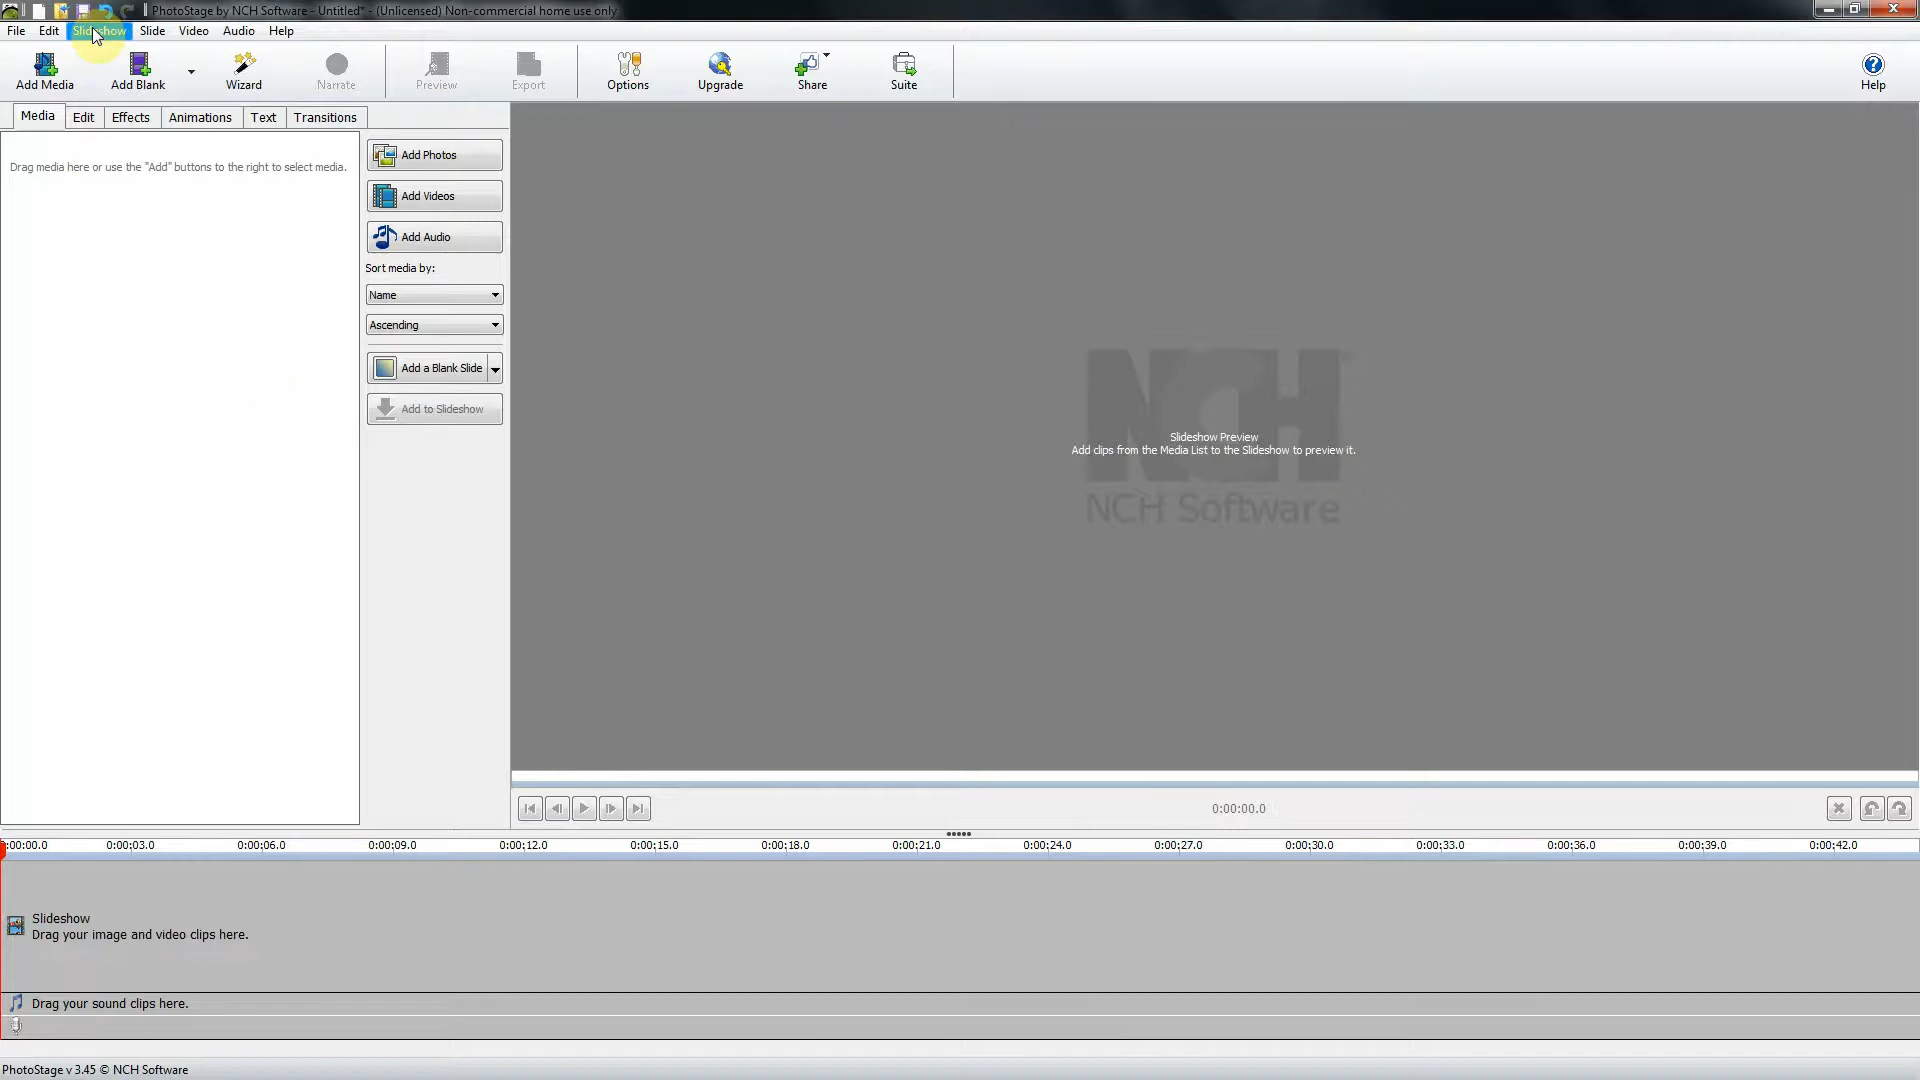 PhotoStage by NCH Software - Untitled* - (Unlicensed) Non-commercial home use only
File Edit Slideshow Slide Video Audio Help
Add Media Add Blank Wizard Narrate Preview Export Options Upgrade Share Suite Help
Media Edit Effects Animations Text Transitions
Drag media here or use the "Add" buttons to the right to select media.
Add Photos
Add Videos
Add Audio
Sort media by:
Name
Ascending
Add a Blank Slide
Add to Slideshow
NCH
Slideshow Preview
Add clips from the Media List to the Slideshow to preview it.
NCH Software
0:00:00.0
0:00;00.0 0:00;03.0 0:00;06.0 0:00;09.0 0:00;12.0 0:00;15.0 0:00;18.0 0:00;21.0 0:00;24.0 0:00;27.0 0:00;30.0 0:00;33.0 0:00;36.0 0:00;39.0 0:00;42.0
Slideshow
Drag your image and video clips here.
Drag your sound clips here.
PhotoStage v 3.45 © NCH Software